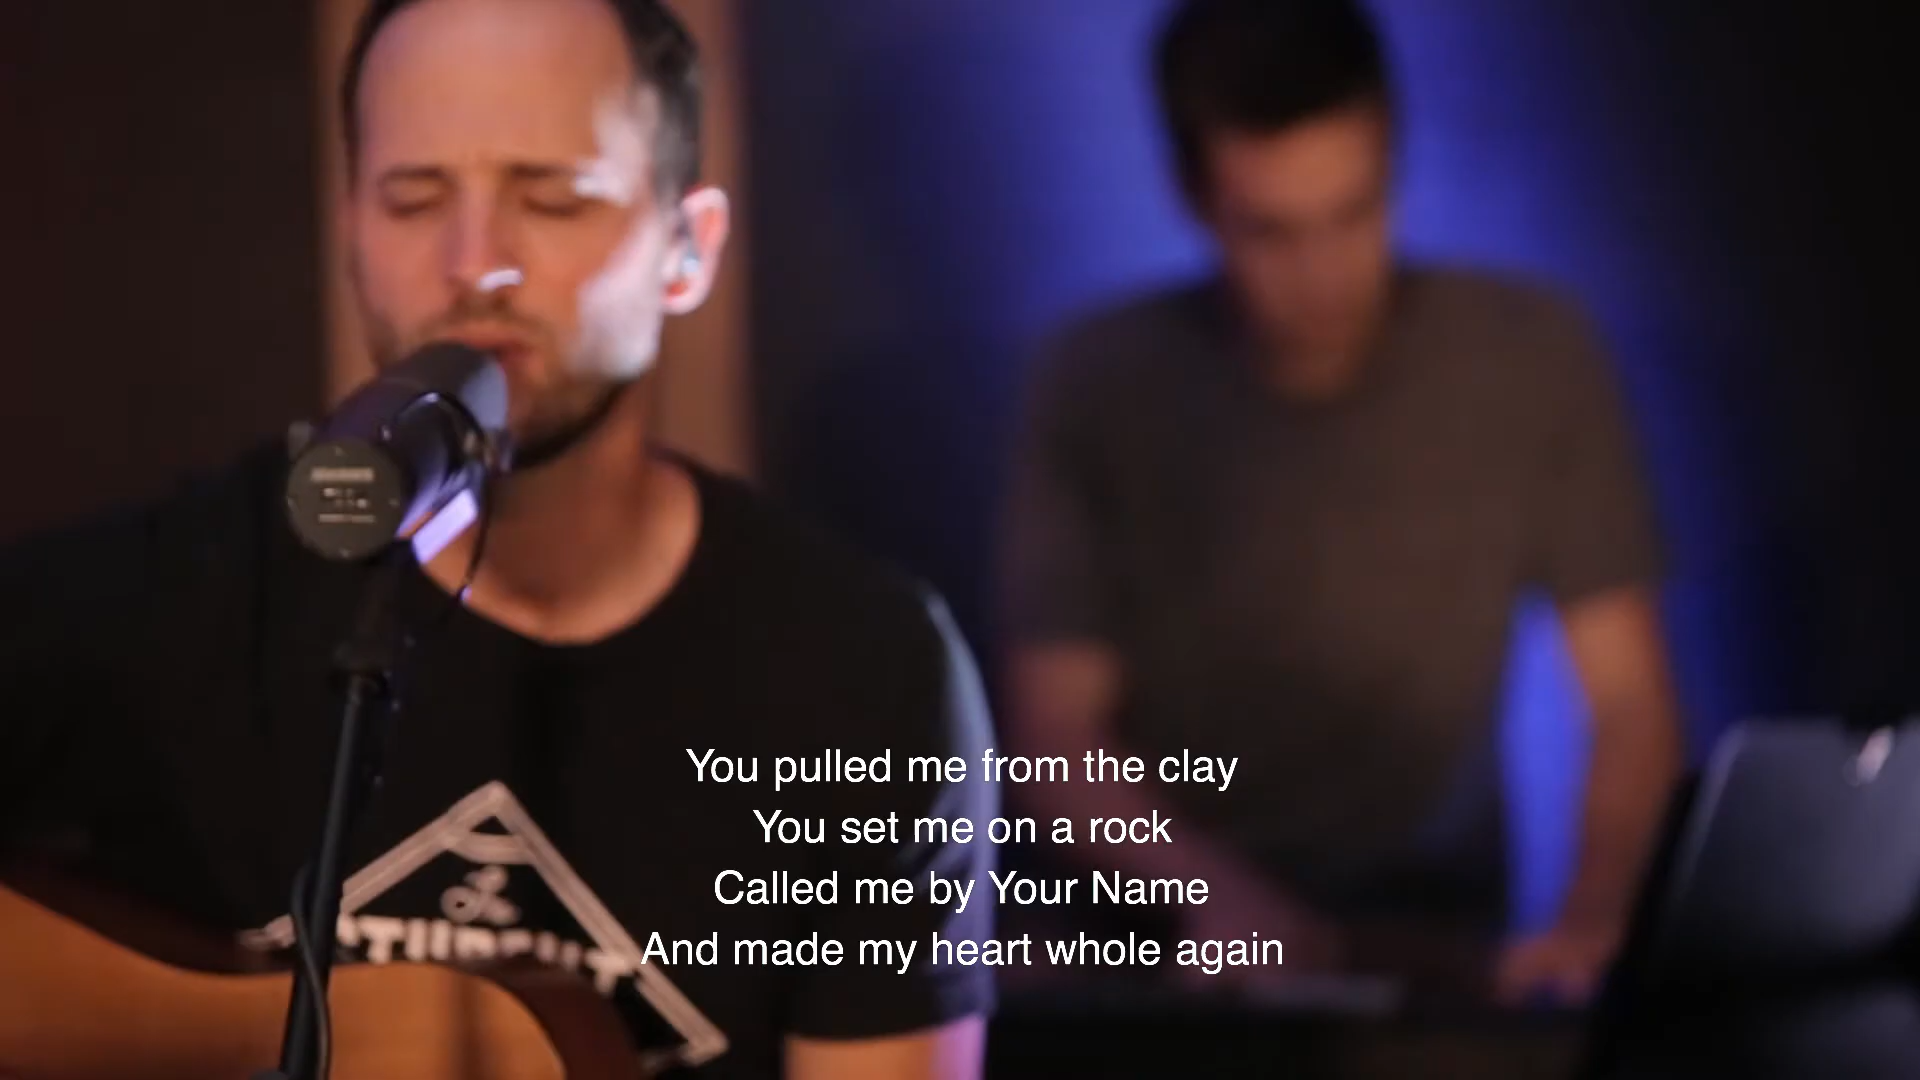 You pulled me from the clay
You set me on a rock
Called me by Your Name
And made my heart whole again